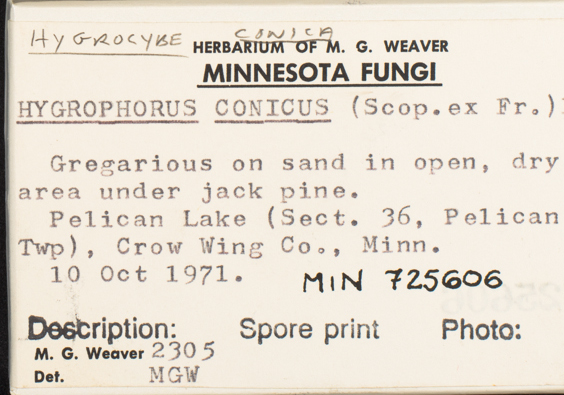 HYGROCYBE CONICA
HERBARIUM OF M. G. WEAVER
MINNESOTA FUNGI
HYGROPHORUS CONICUS (Scop.ex Fr.)
Gregarious on sand in open, dry
area under jack pine.
Pelican Lake (Sect. 36, Pelican
Twp), Crow Wing Co., Minn.
10 Oct 1971. MIN 725606
Description: Spore print Photo:
M. G. Weaver 2305
Det. MGW